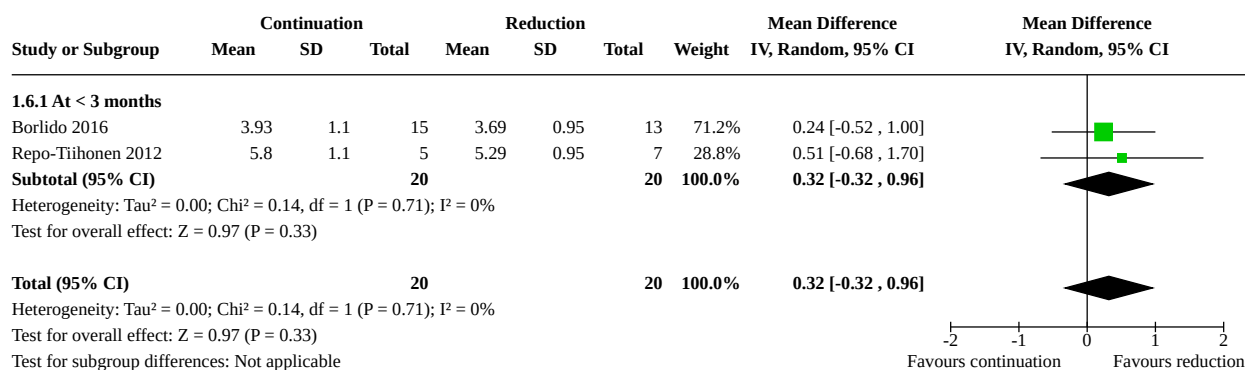 Continuation Reduction Mean Difference Mean Difference
Study or Subgroup Mean SD Total Mean SD Total Weight IV, Random, 95% CI IV, Random, 95% CI
1.6.1 At < 3 months
Borlido 2016 3.93 1.1 15 3.69 0.95 13 71.2% 0.24 [-0.52 , 1.00]
Repo-Tiihonen 2012 5.8 1.1 5 5.29 0.95 7 28.8% 0.51 [-0.68 , 1.70]
Subtotal (95% CI) 20 20 100.0% 0.32 [-0.32 , 0.96]
Heterogeneity: Tau² = 0.00; Chi² = 0.14, df = 1 (P = 0.71); I² = 0%
Test for overall effect: Z = 0.97 (P = 0.33)
Total (95% CI) 20 20 100.0% 0.32 [-0.32 , 0.96]
Heterogeneity: Tau² = 0.00; Chi² = 0.14, df = 1 (P = 0.71); I² = 0%
Test for overall effect: Z = 0.97 (P = 0.33) -2 -1 0 1 2
Test for subgroup differences: Not applicable Favours continuation Favours reduction